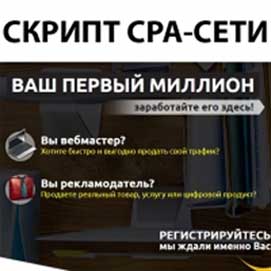 СКРИПТ CPA-СЕТИ
ВАШ ПЕРВЫЙ МИЛЛИОН
заработайте его здесь!
Вы вебмастер?
Хотите быстро и выгодно продать свой трафик?
Вы рекламодатель?
Продаете реальный товар, услугу или цифровой продукт?
РЕГИСТРИРУЙТЕСЬ
мы ждали именно Вас